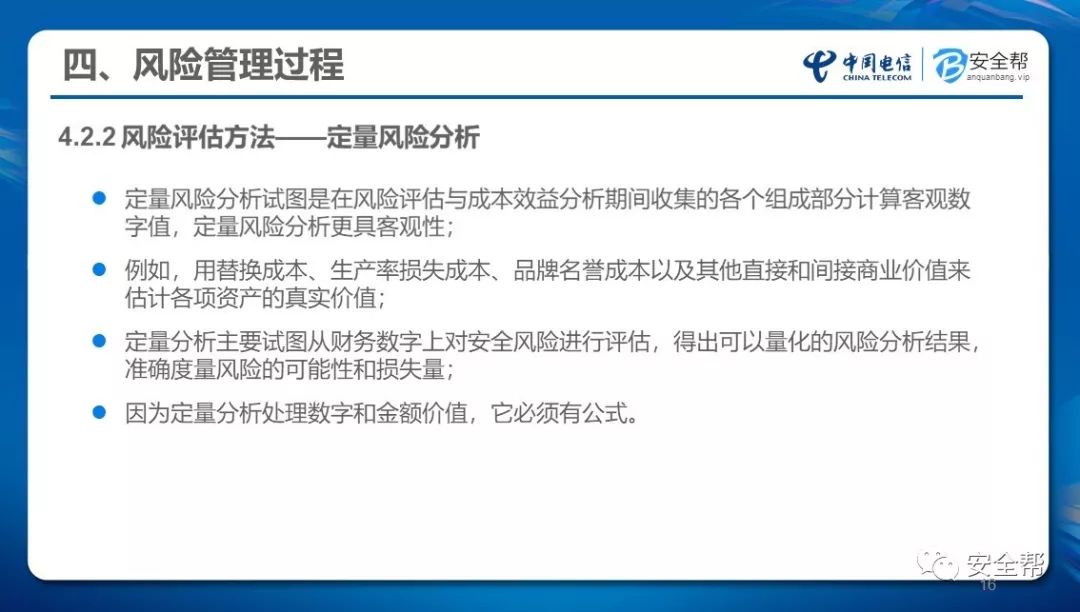 四、风险管理过程
中国电信
CHINA TELECOM
安全帮
anquanbang.vip
4.2.2 风险评估方法——定量风险分析
定量风险分析试图是在风险评估与成本效益分析期间收集的各个组成部分计算客观数
字值，定量风险分析更具客观性；
例如，用替换成本、生产率损失成本、品牌名誉成本以及其他直接和间接商业价值来
估计各项资产的真实价值；
定量分析主要试图从财务数字上对安全风险进行评估，得出可以量化的风险分析结果，
准确度量风险的可能性和损失量；
因为定量分析处理数字和金额价值，它必须有公式。
安全帮
16